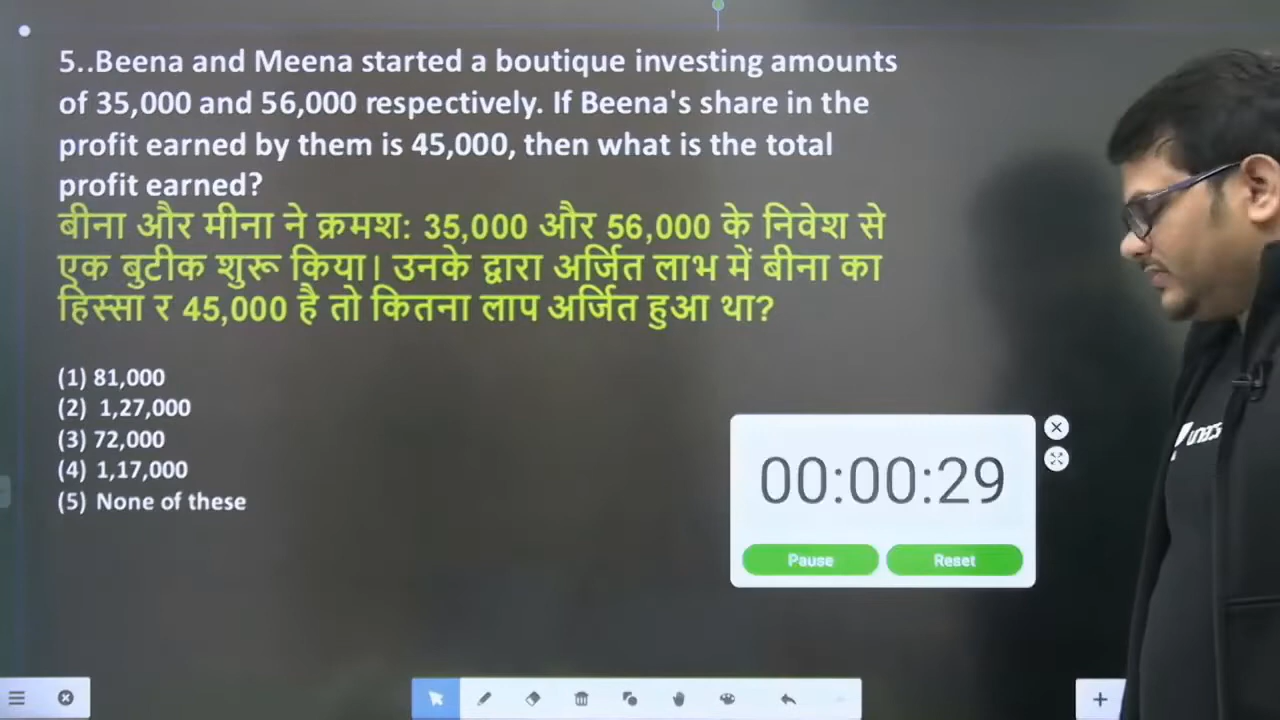 5..Beena and Meena started a boutique investing amounts
of 35,000 and 56,000 respectively. If Beena's share in the
profit earned by them is 45,000, then what is the total
profit earned?
बीना और मीना ने क्रमश: 35,000 और 56,000 के निवेश से
एक बुटीक शुरू किया। उनके द्वारा अर्जित लाभ में बीना का
हिस्सा र 45,000 है तो कितना लाप अर्जित हुआ था?
(1) 81,000
(2) 1,27,000
(3) 72,000
(4) 1,17,000
(5) None of these
00:00:29
Pause Reset